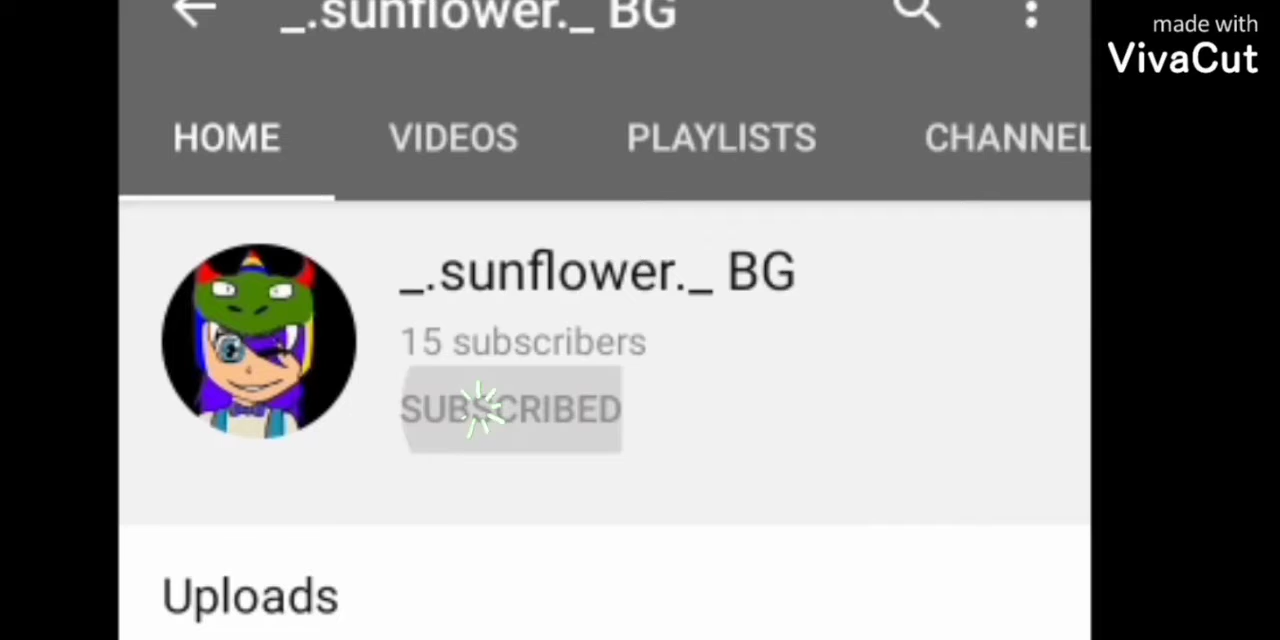 _.sunflower._ BG
made with
VivaCut
HOME VIDEOS PLAYLISTS CHANNEL
_.sunflower._ BG
15 subscribers
SUBSCRIBED
Uploads